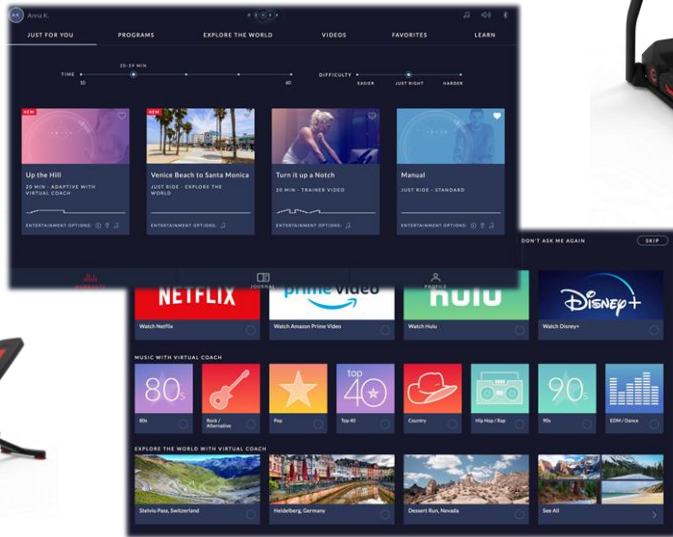 AK Anna K.
JUST FOR YOU PROGRAMS EXPLORE THE WORLD VIDEOS FAVORITES LEARN
20-29 MIN
TIME DIFFICULTY
10 60 EASIER JUST RIGHT HARDER
NEW
Up the Hill
20 MIN - ADAPTIVE WITH
VIRTUAL COACH
ENTERTAINMENT OPTIONS:
NEW
Venice Beach to Santa Monica
JUST RIDE - EXPLORE THE
WORLD
ENTERTAINMENT OPTIONS:
Turn it up a Notch
20 MIN - TRAINER VIDEO
ENTERTAINMENT OPTIONS:
Manual
JUST RIDE - STANDARD
ENTERTAINMENT OPTIONS:
JOURNAL PROFILE
DON'T ASK ME AGAIN SKIP
NETFLIX prime video hulu Disney+
Watch Netflix Watch Amazon Prime Video Watch Hulu Watch Disney+
MUSIC WITH VIRTUAL COACH
80s top 40 90s
80s Rock / Alternative Pop Top 40 Country Hip Hop / Rap 90s EDM / Dance
EXPLORE THE WORLD WITH VIRTUAL COACH
Stelvio Pass, Switzerland Heidelberg, Germany Dessert Run, Nevada See All